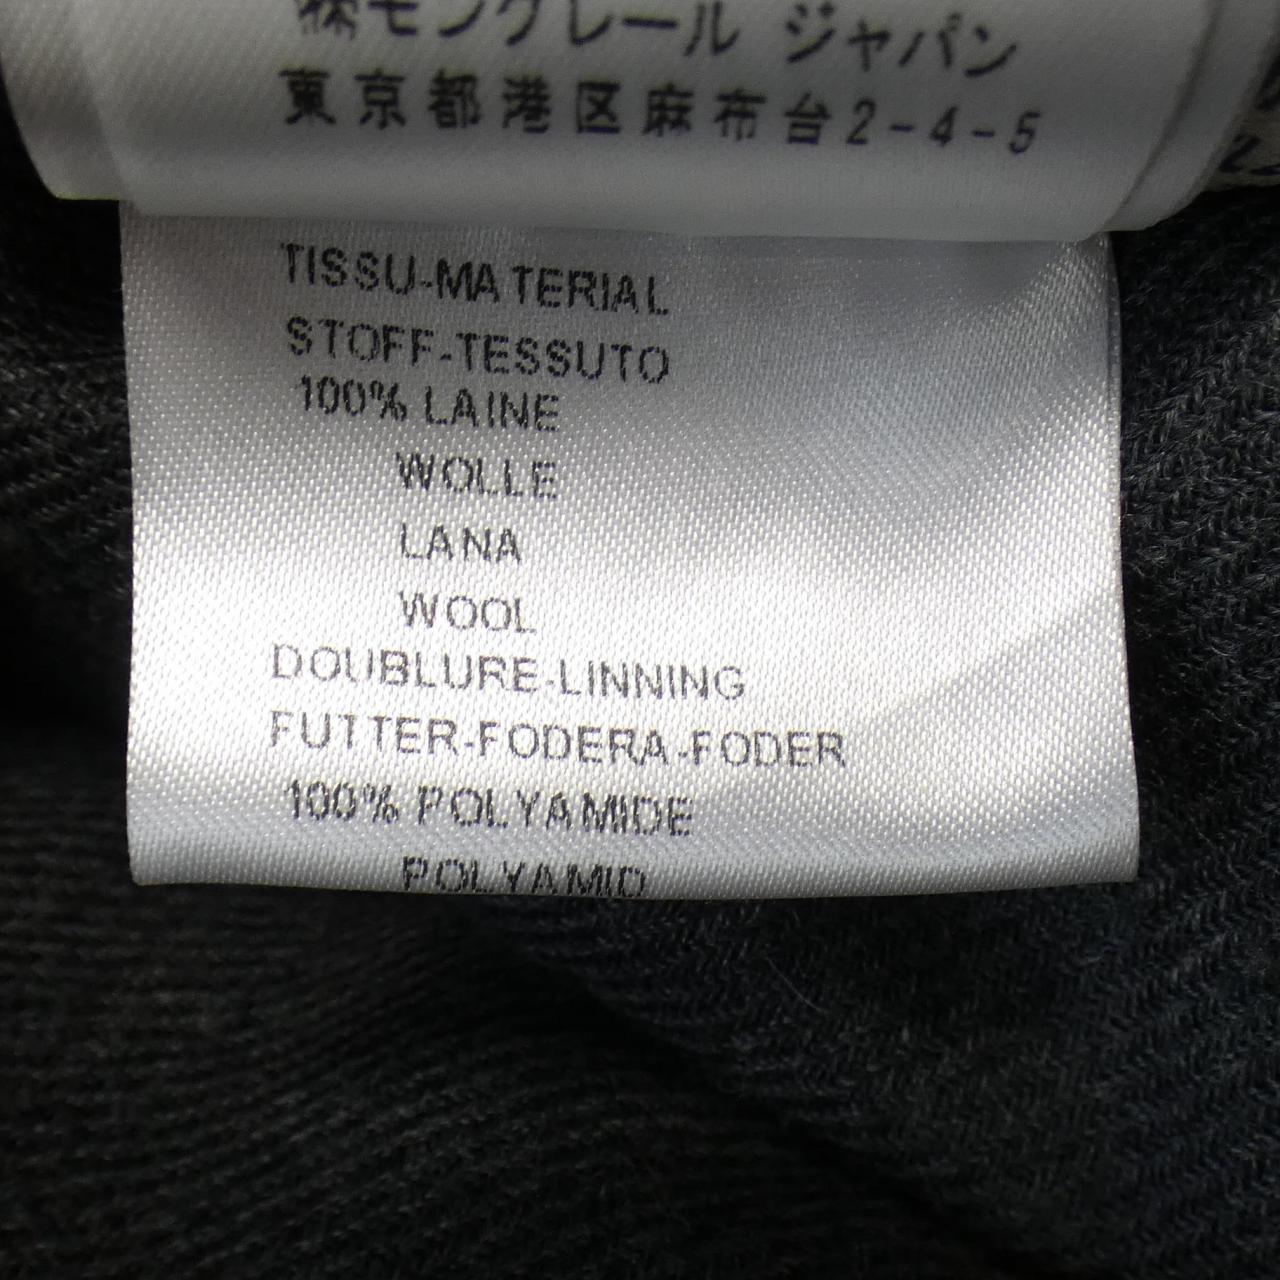 ㈱モンクレール ジャパン
東京都港区麻布台2-4-5
TISSU-MATERIAL
STOFF-TESSUTO
100% LAINE
WOLLE
LANA
WOOL
DOUBLURE-LINNING
FUTTER-FODERA-FODER
100% POLYAMIDE
POLYAMID